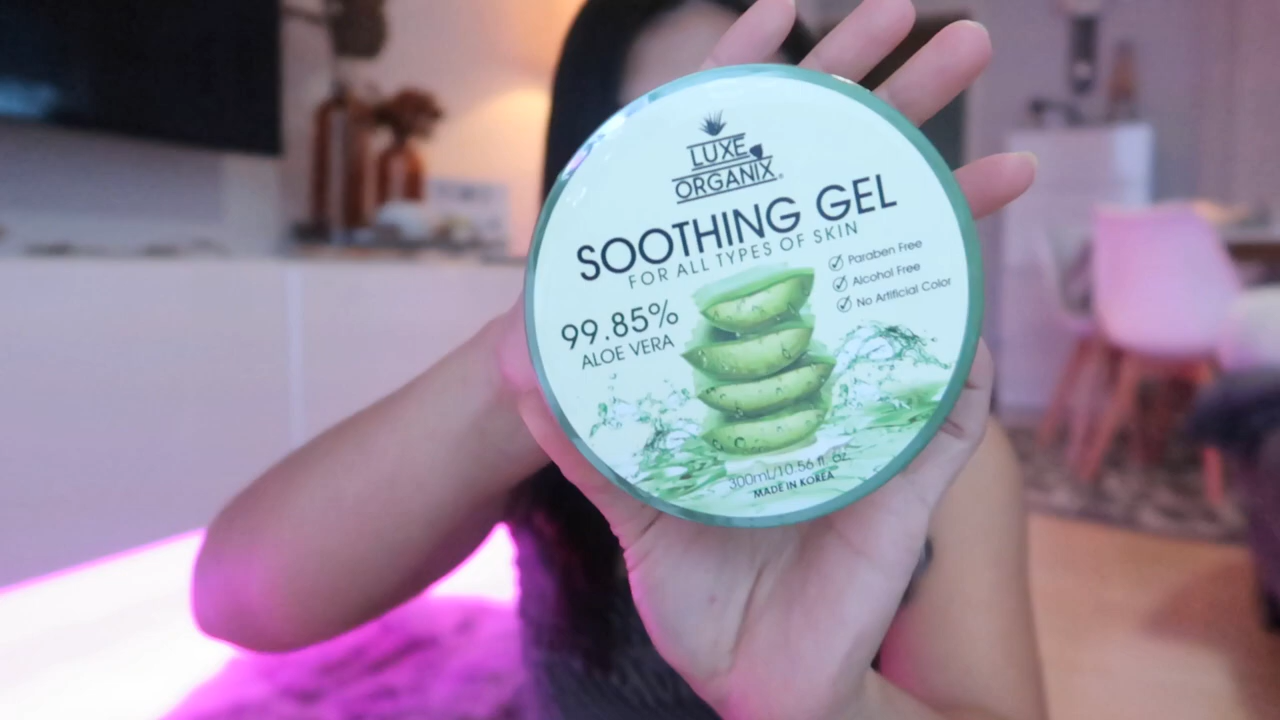 LUXE
ORGANIX®
SOOTHING GEL
FOR ALL TYPES OF SKIN
Paraben Free
Alcohol Free
No Artificial Color
99.85%
ALOE VERA
300ml/10.56 fl. oz.
MADE IN KOREA